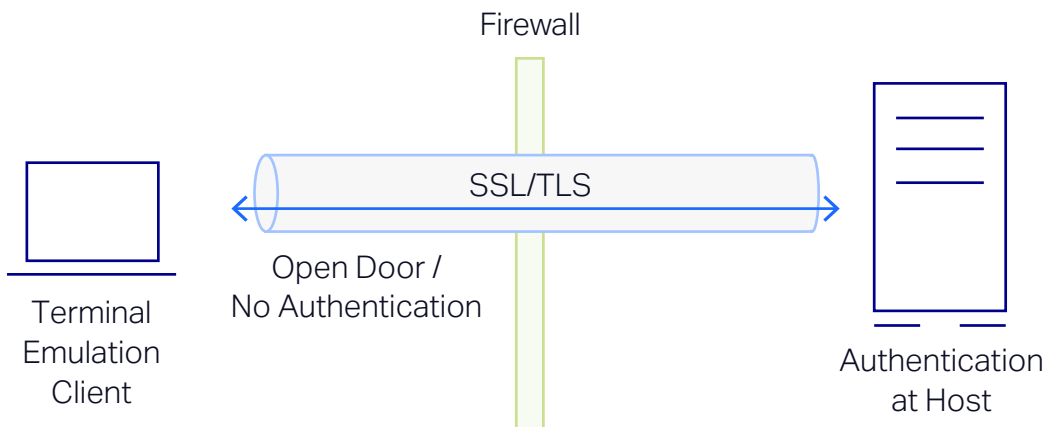 Firewall
SSL/TLS
Open Door /
No Authentication
Terminal
Emulation
Client
Authentication
at Host